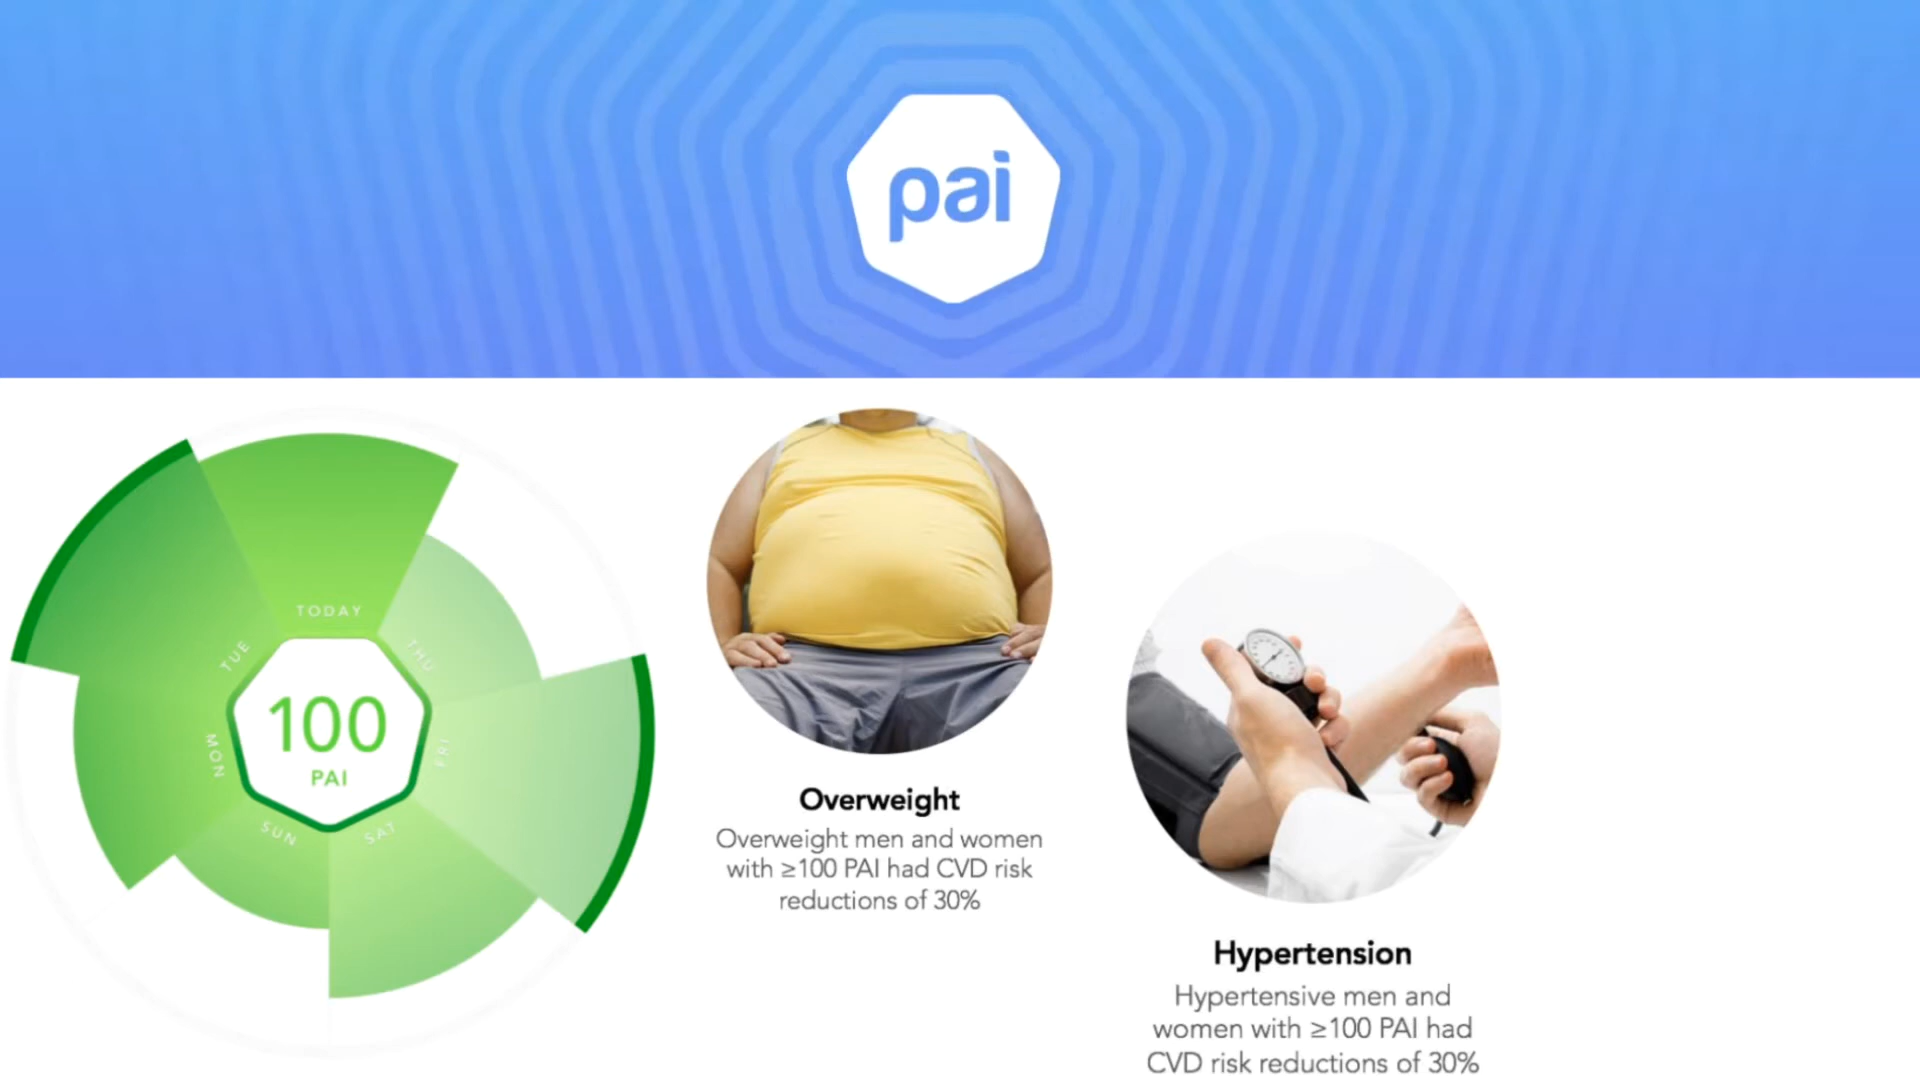 pai
TODAY
TUE
THU
MON
FRI
SUN
SAT
100
PAI
Overweight
Overweight men and women
with ≥100 PAI had CVD risk
reductions of 30%
Hypertension
Hypertensive men and
women with ≥100 PAI had
CVD risk reductions of 30%